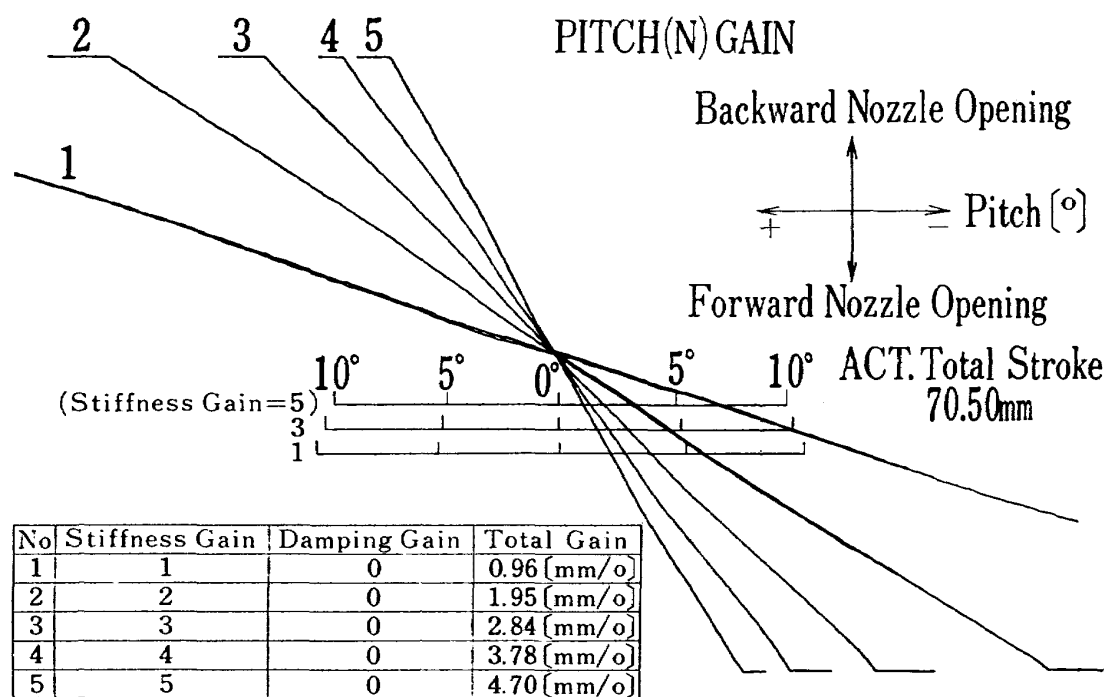 2 3 4 5 PITCH(N) GAIN
Backward Nozzle Opening
1
+ − Pitch [°]
Forward Nozzle Opening
10° 5° 0° 5° 10° ACT. Total Stroke
(Stiffness Gain=5) 70.50mm
3
1
No Stiffness Gain Damping Gain Total Gain
1 1 0 0.96 [mm/o]
2 2 0 1.95 [mm/o]
3 3 0 2.84 [mm/o]
4 4 0 3.78 [mm/o]
5 5 0 4.70 [mm/o]